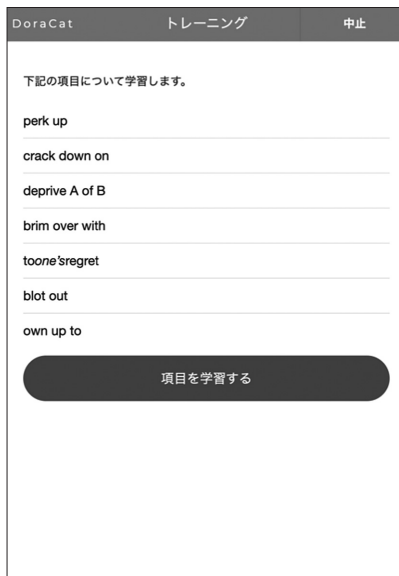 DoraCat トレーニング 中止
下記の項目について学習します。
perk up
crack down on
deprive A of B
brim over with
toone'sregret
blot out
own up to
項目を学習する